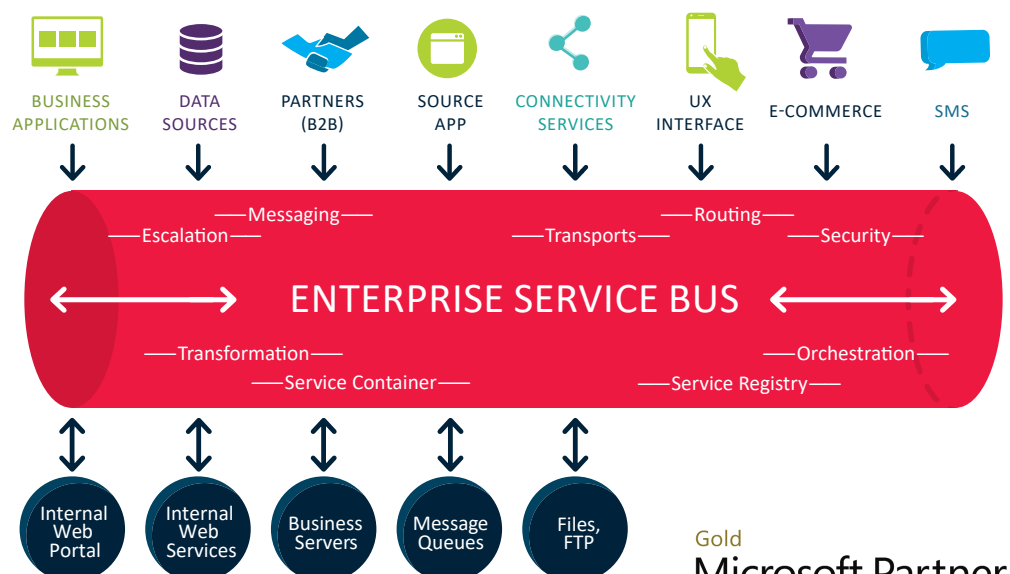 BUSINESS
APPLICATIONS
DATA
SOURCES
PARTNERS
(B2B)
SOURCE
APP
CONNECTIVITY
SERVICES
UX
INTERFACE
E-COMMERCE
SMS
Messaging
Routing
Escalation
Transports
Security
ENTERPRISE SERVICE BUS
Transformation
Orchestration
Service Container
Service Registry
Internal
Web
Portal
Internal
Web
Services
Business
Servers
Message
Queues
Files,
FTP
Gold
Microsoft Partner